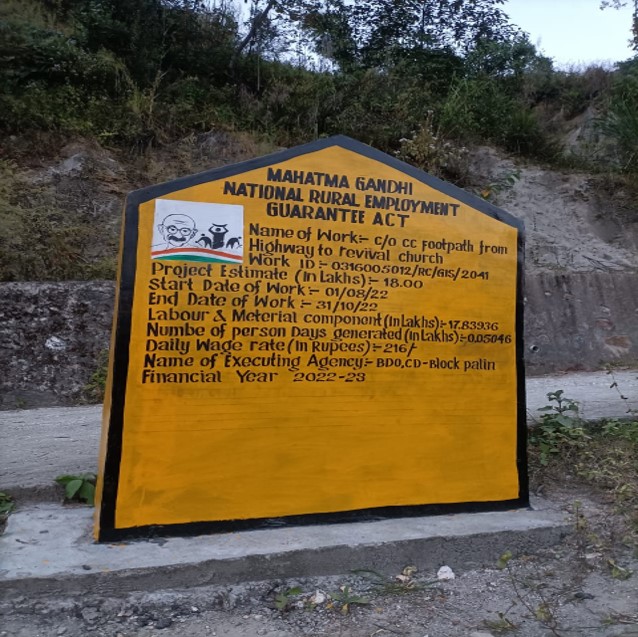 MAHATMA GANDHI
NATIONAL RURAL EMPLOYMENT
GUARANTEE ACT
Name of Work:- c/o cc Footpath from
Highway to revival church
Work ID:- 0316005012/RC/GIS/2041
Project Estimate (In Lakhs):- 18.00
Start Date of Work:- 01/08/22
End Date of Work:- 31/10/22
Labour & Meterial component (in Lakhs):- 17.83936
Numbe of person Days generated (in Lakhs):- 0.05046
Daily Wage rate (in Rupees):- 216/-
Name of Executing Agency:- BDO, CD-Block palin
Financial Year 2022-23